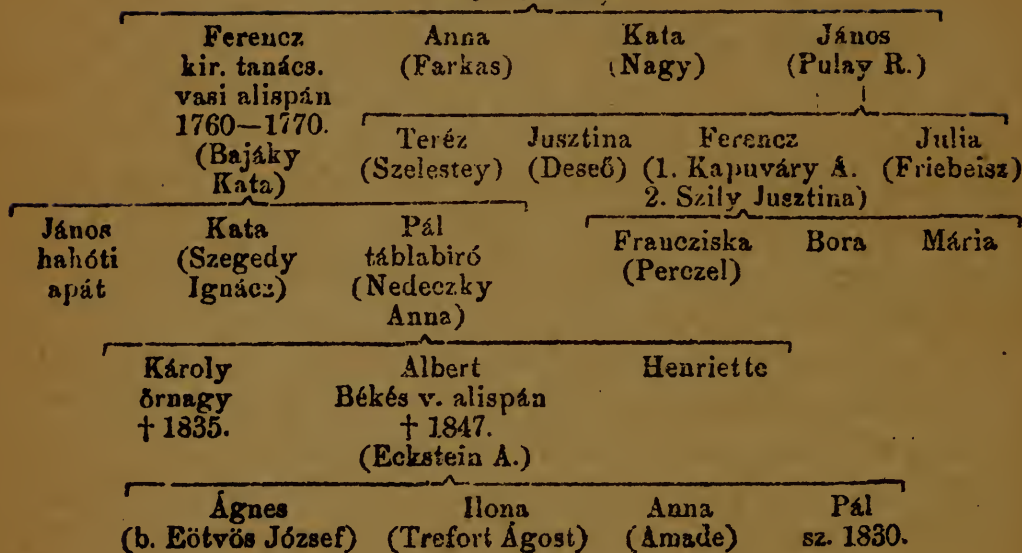 Ferencz Anna Kata János
kir. tanács. (Farkas) (Nagy) (Pulay R.)
vasi alispán
1760—1770.
(Bajáky
Kata)
Teréz Jusztina Ferencz Julia
(Szelestey) (Deseő) (1. Kapuváry A. (Friebeisz)
2. Szily Jusztina)
János Kata Pál
hahóti (Szegedy táblabiró
apát Ignácz) (Nedeczky
Anna)
Francziska Bora Mária
(Perczel)
Károly Albert Henriette
őrnagy Békés v. alispán
† 1835. † 1847.
(Eckstein A.)
Ágnes Ilona Anna Pál
(b. Eötvös József) (Trefort Ágost) (Amade) sz. 1830.